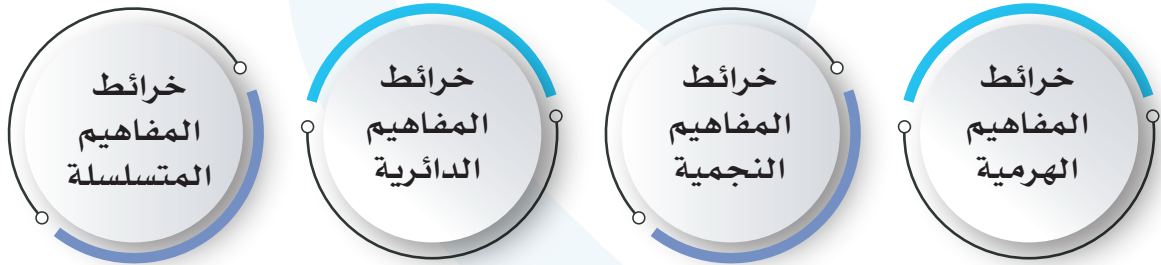 خرائط
المفاهيم
الهرمية
خرائط
المفاهيم
النجمية
خرائط
المفاهيم
الدائرية
خرائط
المفاهيم
المتسلسلة